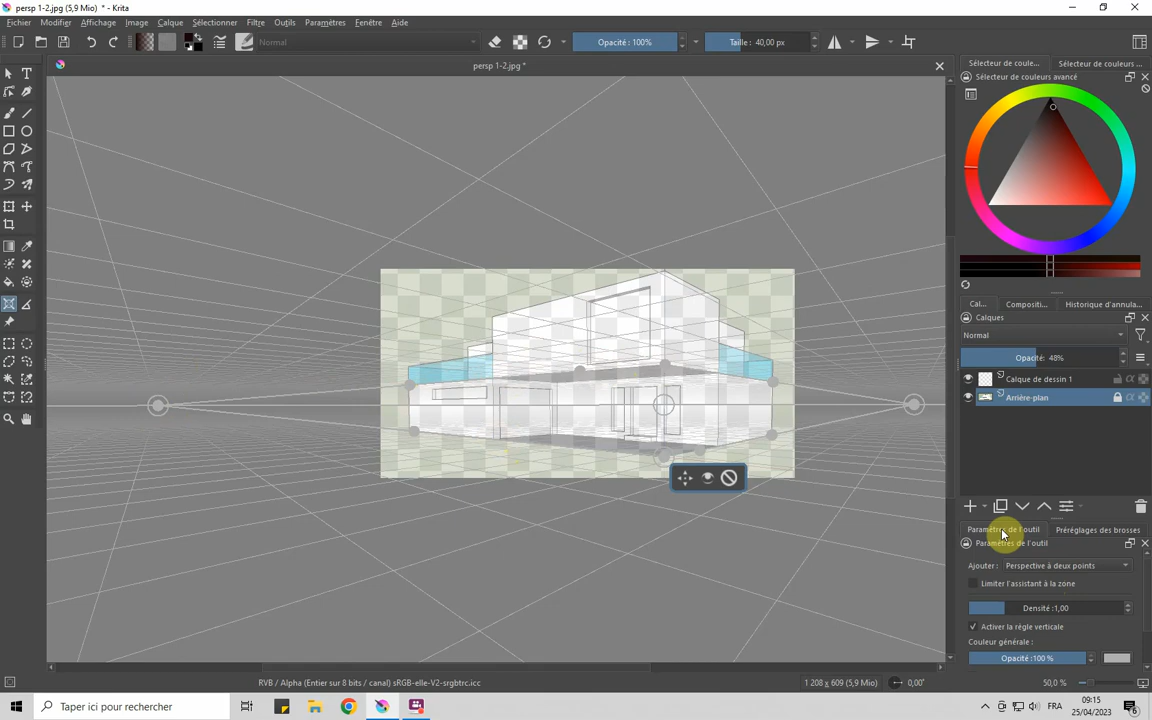 persp 1-2.jpg (5,9 Mio) * - Krita
Fichier Modifier Affichage Image Calque Sélectionner Filtre Outils Paramètres Fenêtre Aide
Normal
Opacité : 100%
Taille : 40,00 px
persp 1-2.jpg *
Sélecteur de coule...
Sélecteur de couleurs ...
Sélecteur de couleurs avancé
Cal...
Compositi...
Historique d'annula...
Calques
Normal
Opacité: 48%
Calque de dessin 1
Arrière-plan
Paramètres de l'outil
Préréglages des brosses
Paramètres de l'outil
Ajouter : Perspective à deux points
Limiter l'assistant à la zone
Densité :1,00
Activer la règle verticale
Couleur générale :
Opacité :100 %
RVB / Alpha (Entier sur 8 bits / canal) sRGB-elle-V2-srgbtrc.icc
1 208 x 609 (5,9 Mio)
0,00°
50,0 %
Taper ici pour rechercher
FRA
09:15
25/04/2023
6